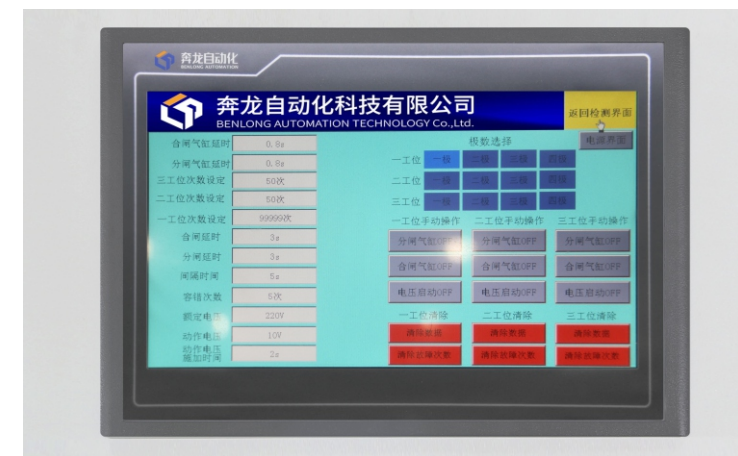 奔龙自动化
BENLONG AUTOMATION
奔龙自动化科技有限公司
BENLONG AUTOMATION TECHNOLOGY Co.,Ltd.
返回检测界面
电源界面
合闸气缸延时 0.8s
分闸气缸延时 0.8s
三工位次数设定 50次
二工位次数设定 50次
一工位次数设定 99999次
合闸延时 3s
分闸延时 3s
间隔时间 5s
容错次数 5次
额定电压 220V
动作电压 10V
动作电压
施加时间 2s
极数选择
一工位 一极 二极 三极 四极
二工位 一极 二极 三极 四极
三工位 一极 二极 三极 四极
一工位手动操作 二工位手动操作 三工位手动操作
分闸气缸OFF 分闸气缸OFF 分闸气缸OFF
合闸气缸OFF 合闸气缸OFF 合闸气缸OFF
电压启动OFF 电压启动OFF 电压启动OFF
一工位清除 二工位清除 三工位清除
清除数据 清除数据 清除数据
清除故障次数 清除故障次数 清除故障次数